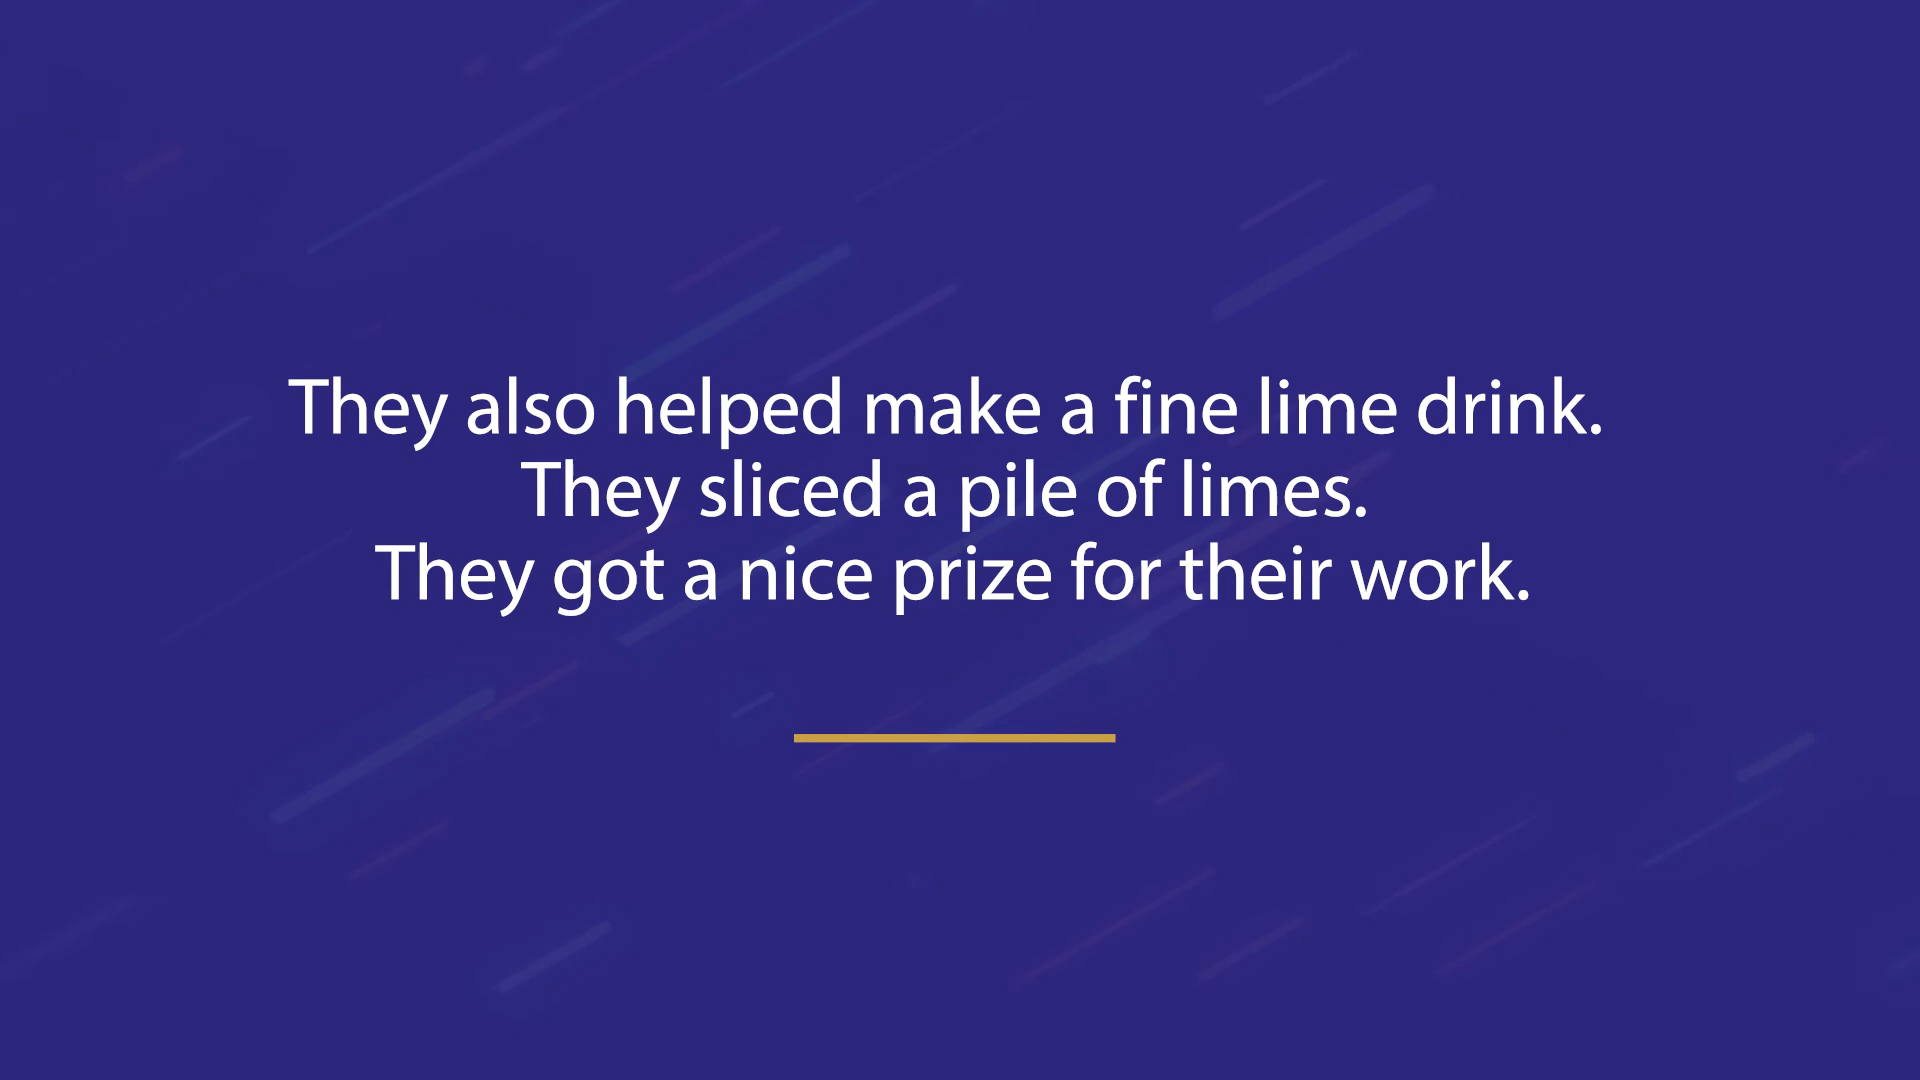 They also helped make a fine lime drink.
They sliced a pile of limes.
They got a nice prize for their work.